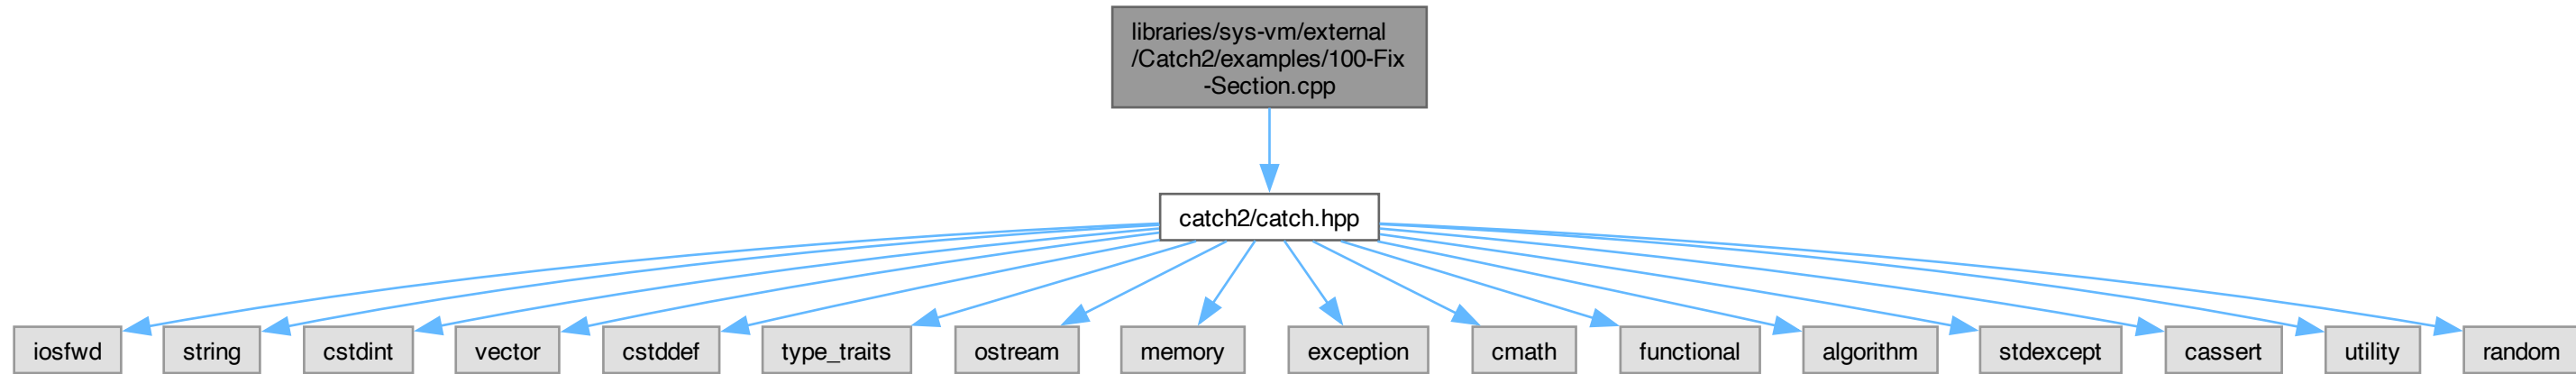 libraries/sys-vm/external
/Catch2/examples/100-Fix
-Section.cpp
catch2/catch.hpp
iosfwd
string
cstdint
vector
cstddef
type_traits
ostream
memory
exception
cmath
functional
algorithm
stdexcept
cassert
utility
random